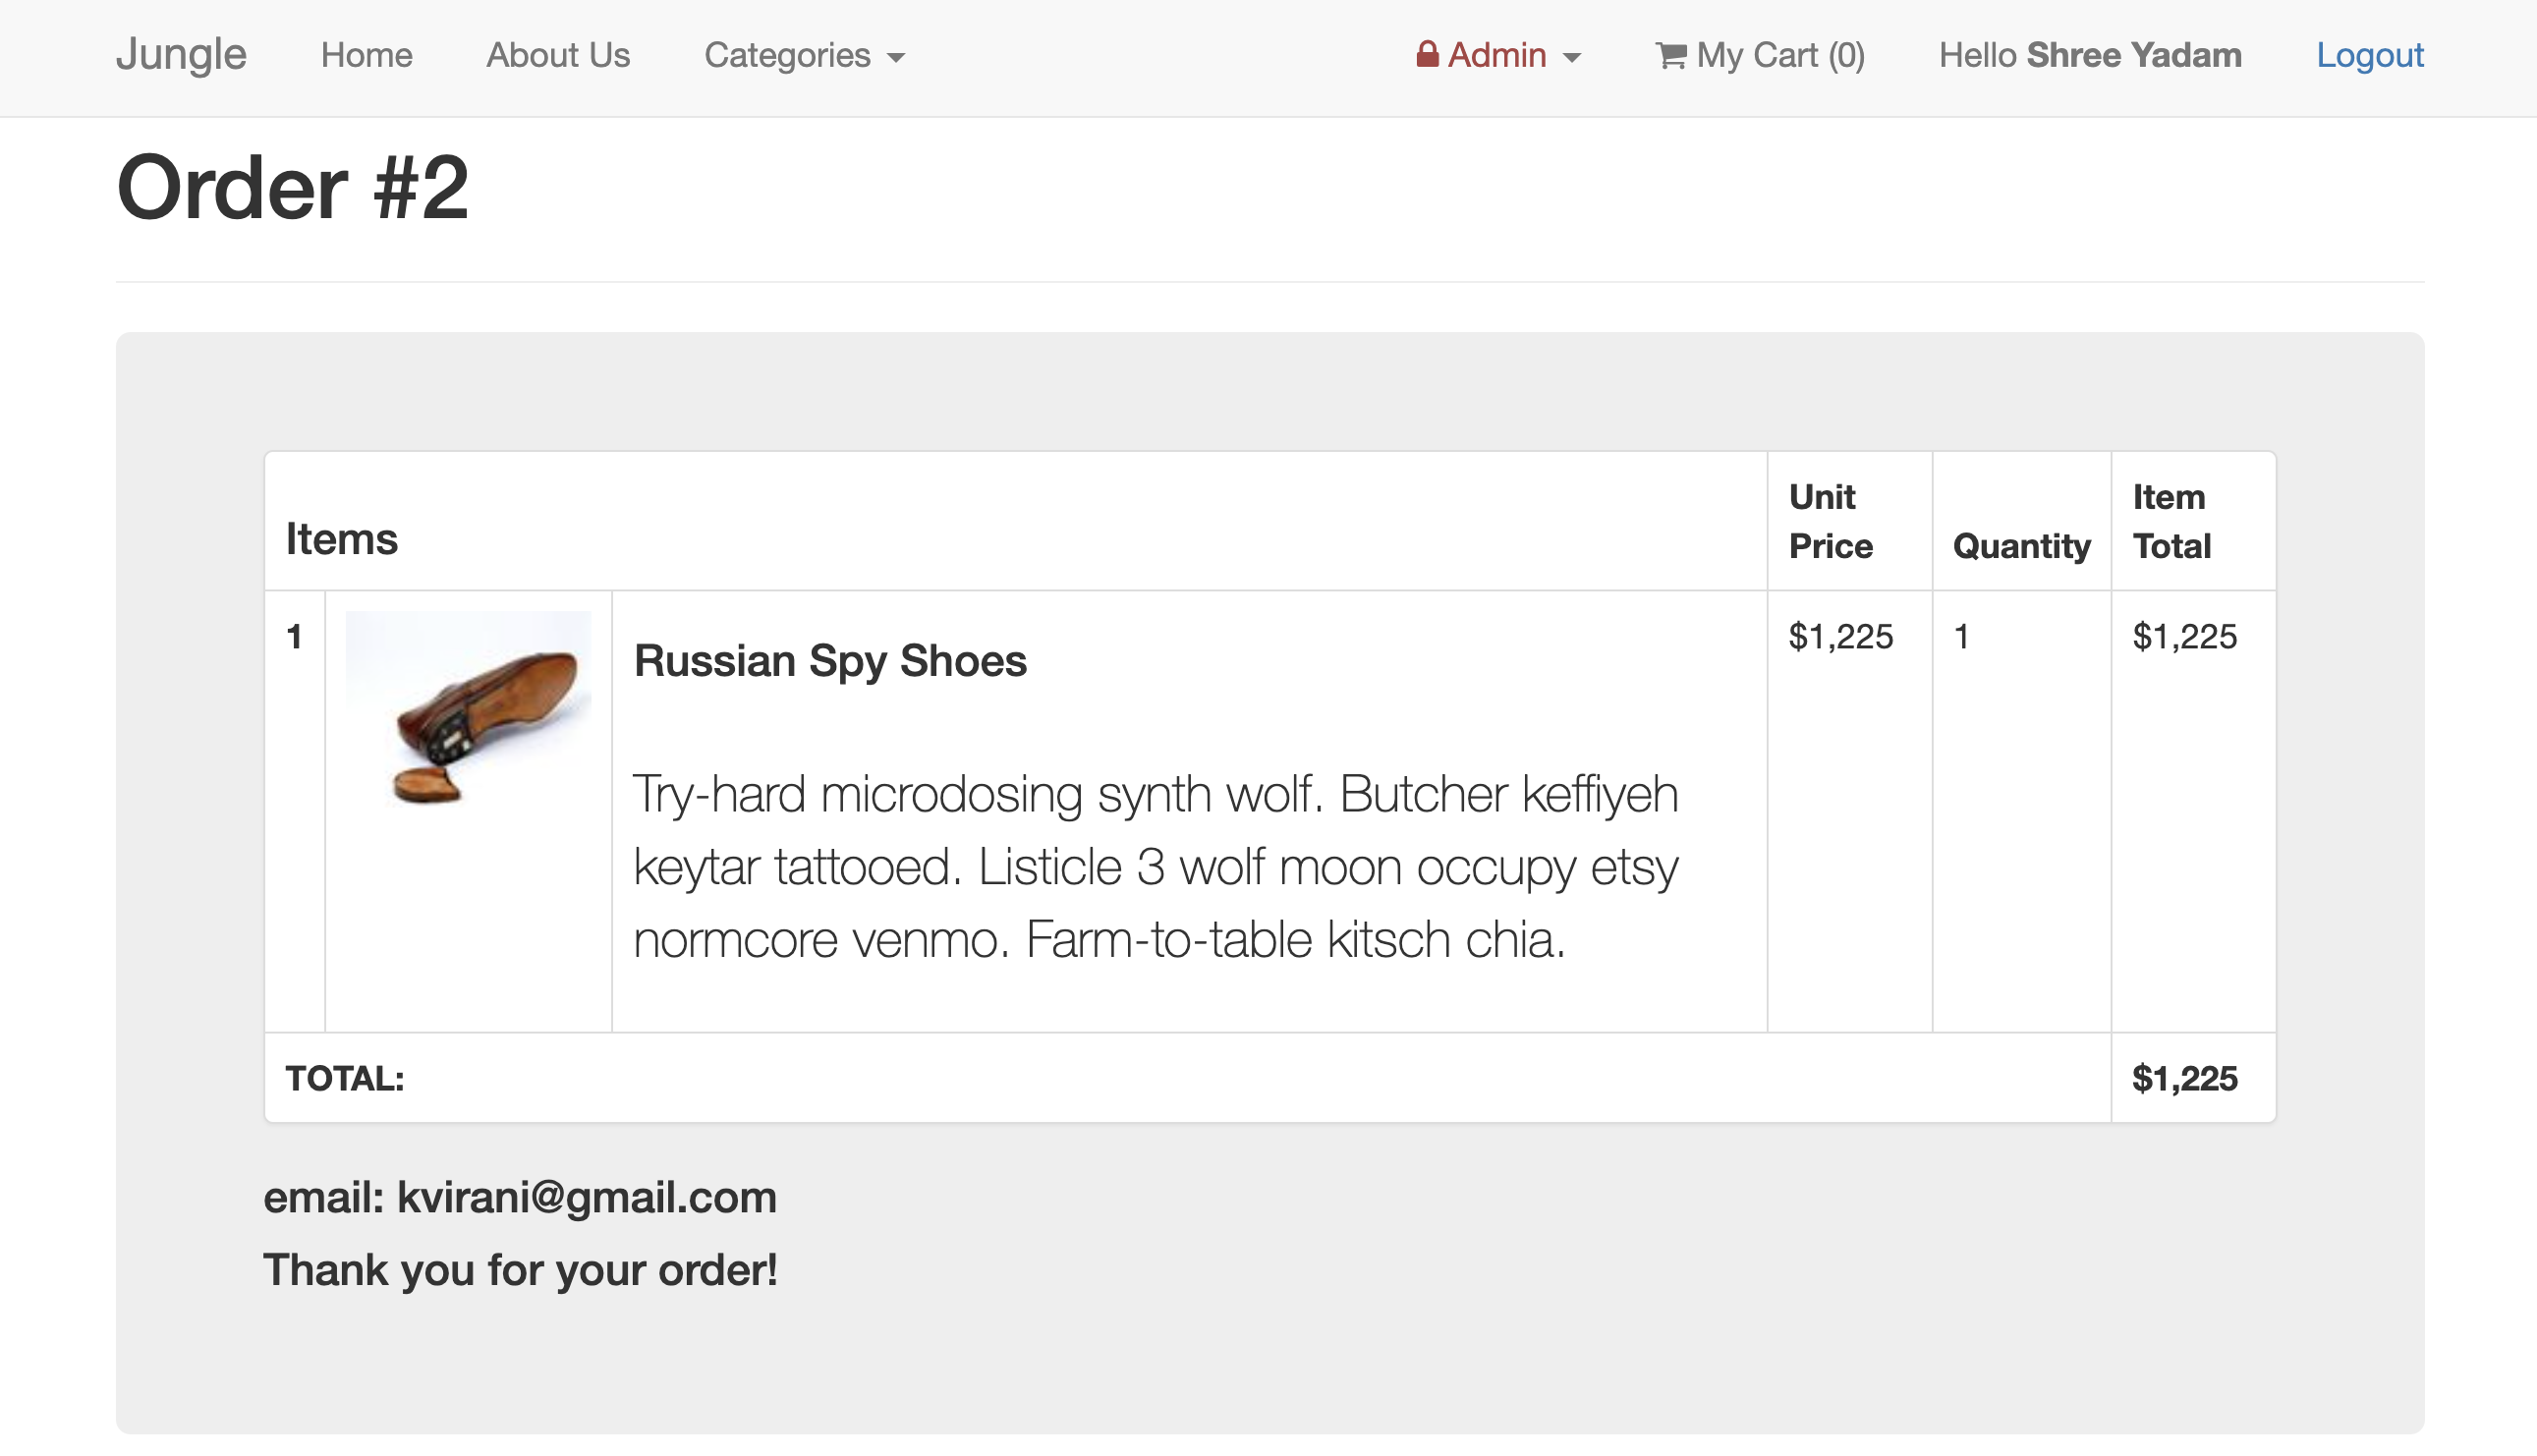 Jungle Home About Us Categories Admin My Cart (0) Hello Shree Yadam Logout
Order #2
Items Unit Price Quantity Item Total
1 Russian Spy Shoes $1,225 1 $1,225
Try-hard microdosing synth wolf. Butcher keffiyeh
keytar tattooed. Listicle 3 wolf moon occupy etsy
normcore venmo. Farm-to-table kitsch chia.
TOTAL: $1,225
email: kvirani@gmail.com
Thank you for your order!